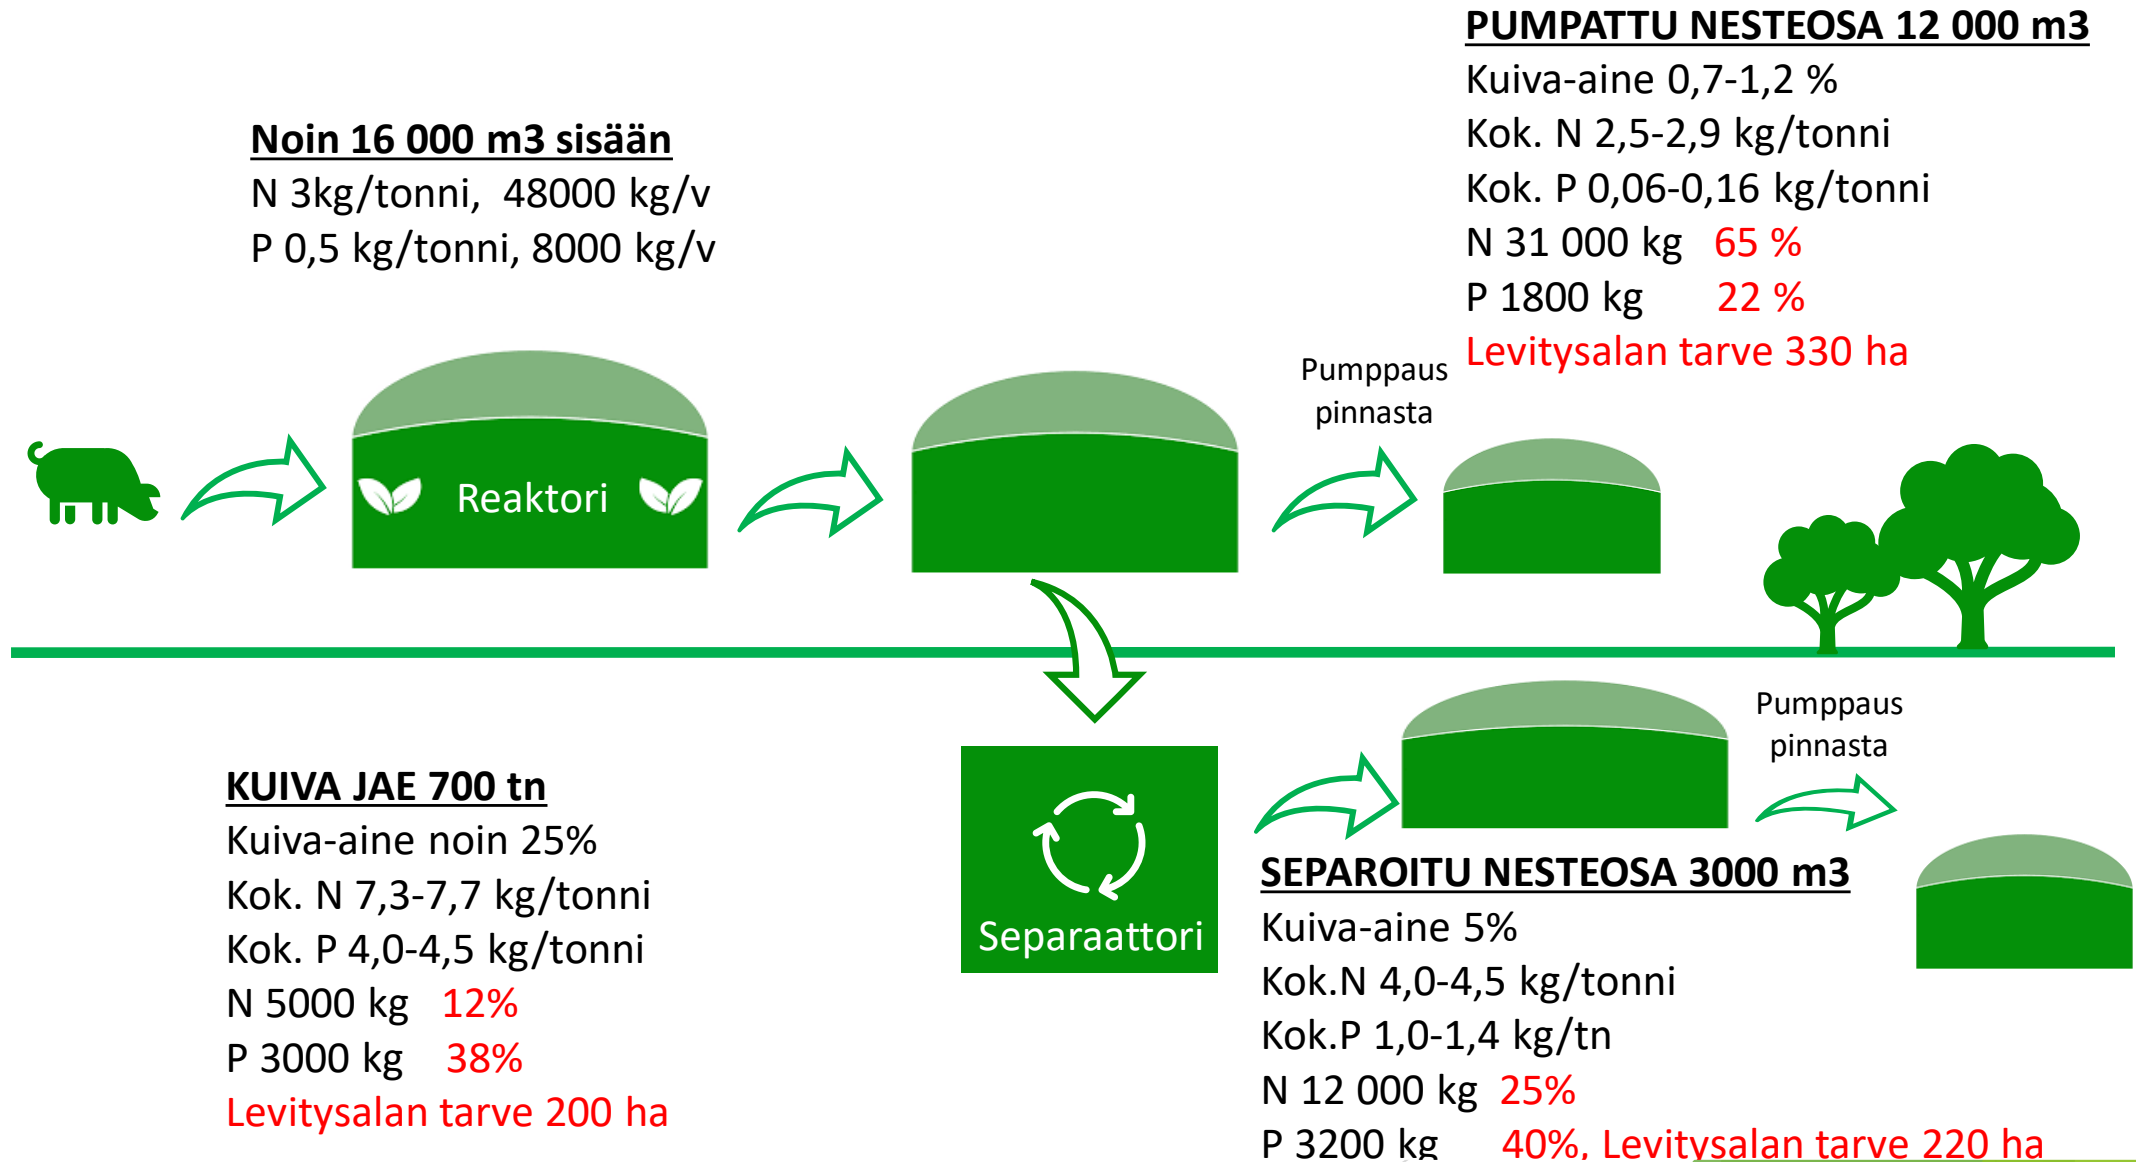 PUMPATTU NESTEOSA 12 000 m3
Kuiva-aine 0,7-1,2 %
Kok. N 2,5-2,9 kg/tonni
Kok. P 0,06-0,16 kg/tonni
N 31 000 kg 65 %
P 1800 kg 22 %
Levitysalan tarve 330 ha
Noin 16 000 m3 sisään
N 3kg/tonni, 48000 kg/v
P 0,5 kg/tonni, 8000 kg/v
Pumppaus
pinnasta
Reaktori
Pumppaus
pinnasta
KUIVA JAE 700 tn
Kuiva-aine noin 25%
Kok. N 7,3-7,7 kg/tonni
Kok. P 4,0-4,5 kg/tonni
N 5000 kg 12%
P 3000 kg 38%
Levitysalan tarve 200 ha
Separaattori
SEPAROITU NESTEOSA 3000 m3
Kuiva-aine 5%
Kok.N 4,0-4,5 kg/tonni
Kok.P 1,0-1,4 kg/tn
N 12 000 kg 25%
P 3200 kg 40%, Levitysalan tarve 220 ha